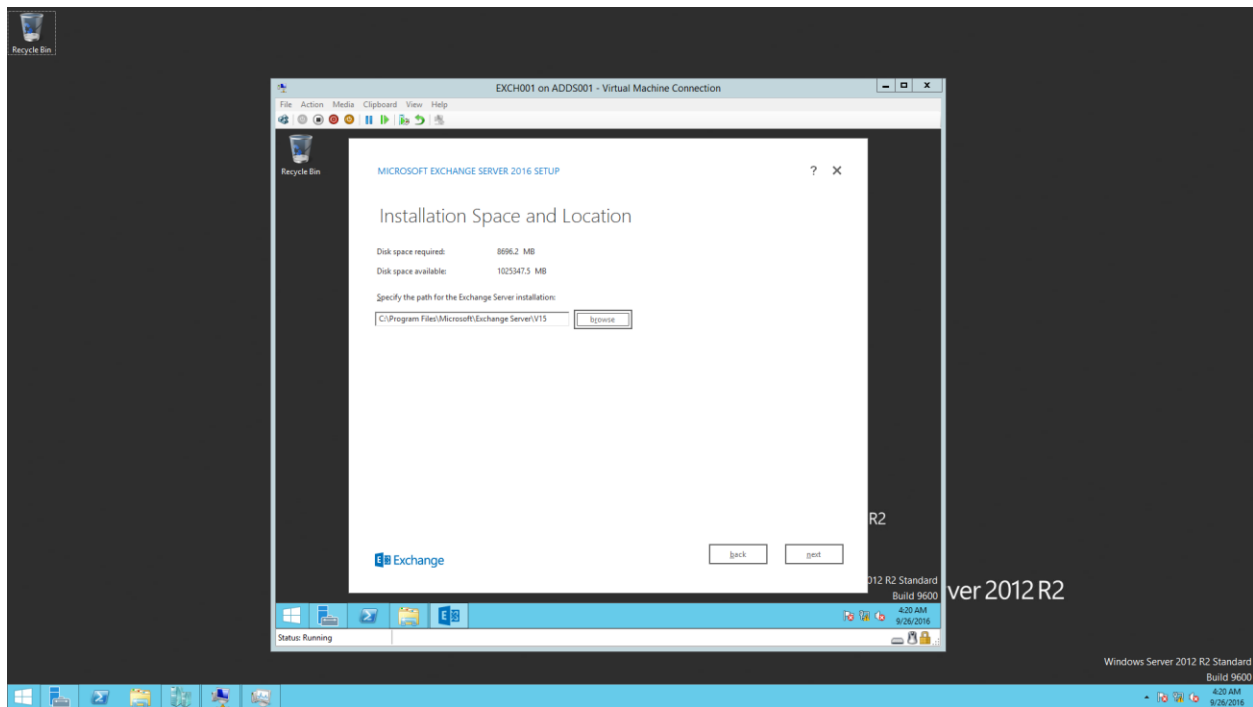 Recycle Bin
EXCH001 on ADDS001 - Virtual Machine Connection
File Action Media Clipboard View Help
Recycle Bin
MICROSOFT EXCHANGE SERVER 2016 SETUP
?
Installation Space and Location
Disk space required: 8696.2 MB
Disk space available: 1025347.5 MB
Specify the path for the Exchange Server installation:
C:\Program Files\Microsoft\Exchange Server\V15 browse
R2
back next
E Exchange
012 R2 Standard
Build 9600
ver 2012 R2
E
4:20 AM
9/26/2016
Status: Running
Windows Server 2012 R2 Standard
Build 9600
4:20 AM
9/26/2016